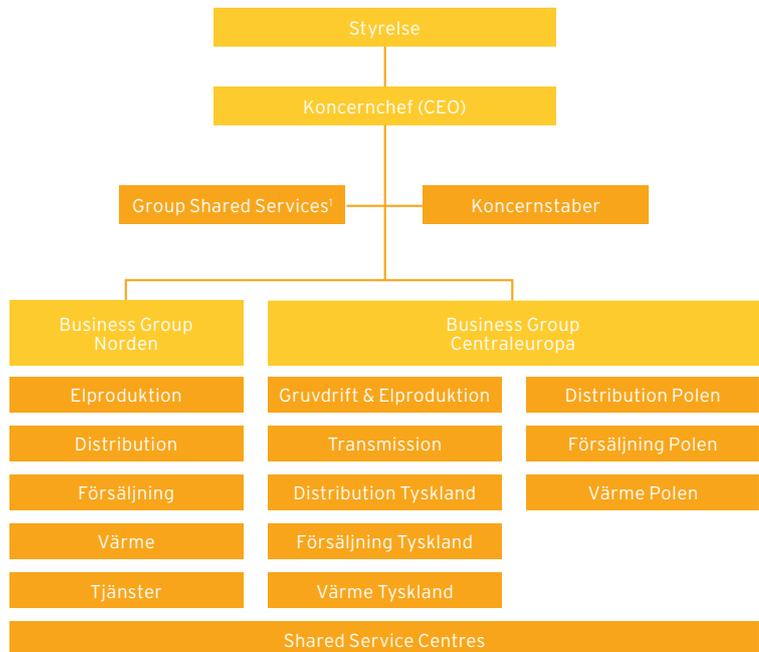 Styrelse
Koncernchef (CEO)
Group Shared Services¹
Koncernstaber
Business Group
Norden
Business Group
Centraleuropa
Elproduktion
Gruvdrift & Elproduktion
Distribution Polen
Distribution
Transmission
Försäljning Polen
Försäljning
Distribution Tyskland
Värme Polen
Värme
Försäljning Tyskland
Tjänster
Värme Tyskland
Shared Service Centres